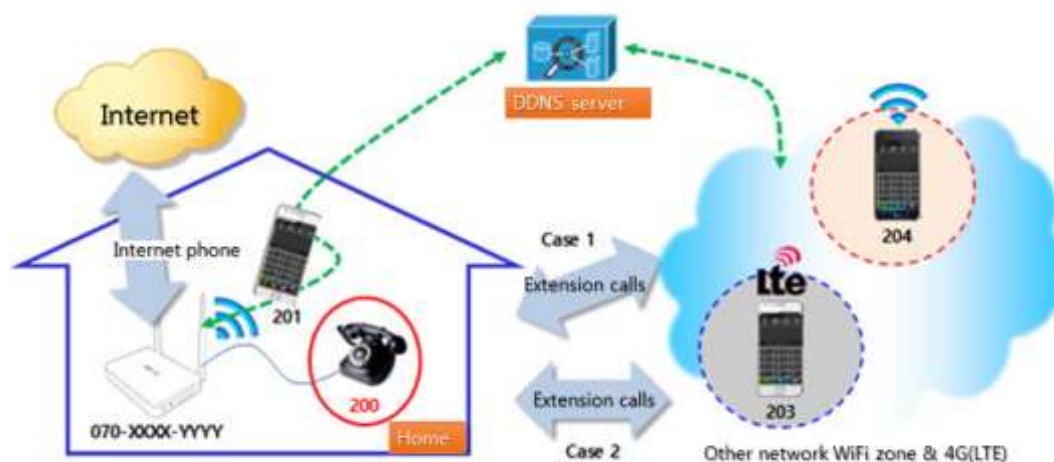 DDNS server
Internet
Internet phone
201
200
070-XXXX-YYYY
Home
Case 1
Extension calls
Extension calls
Case 2
204
Lte
203
Other network WiFi zone & 4G(LTE)